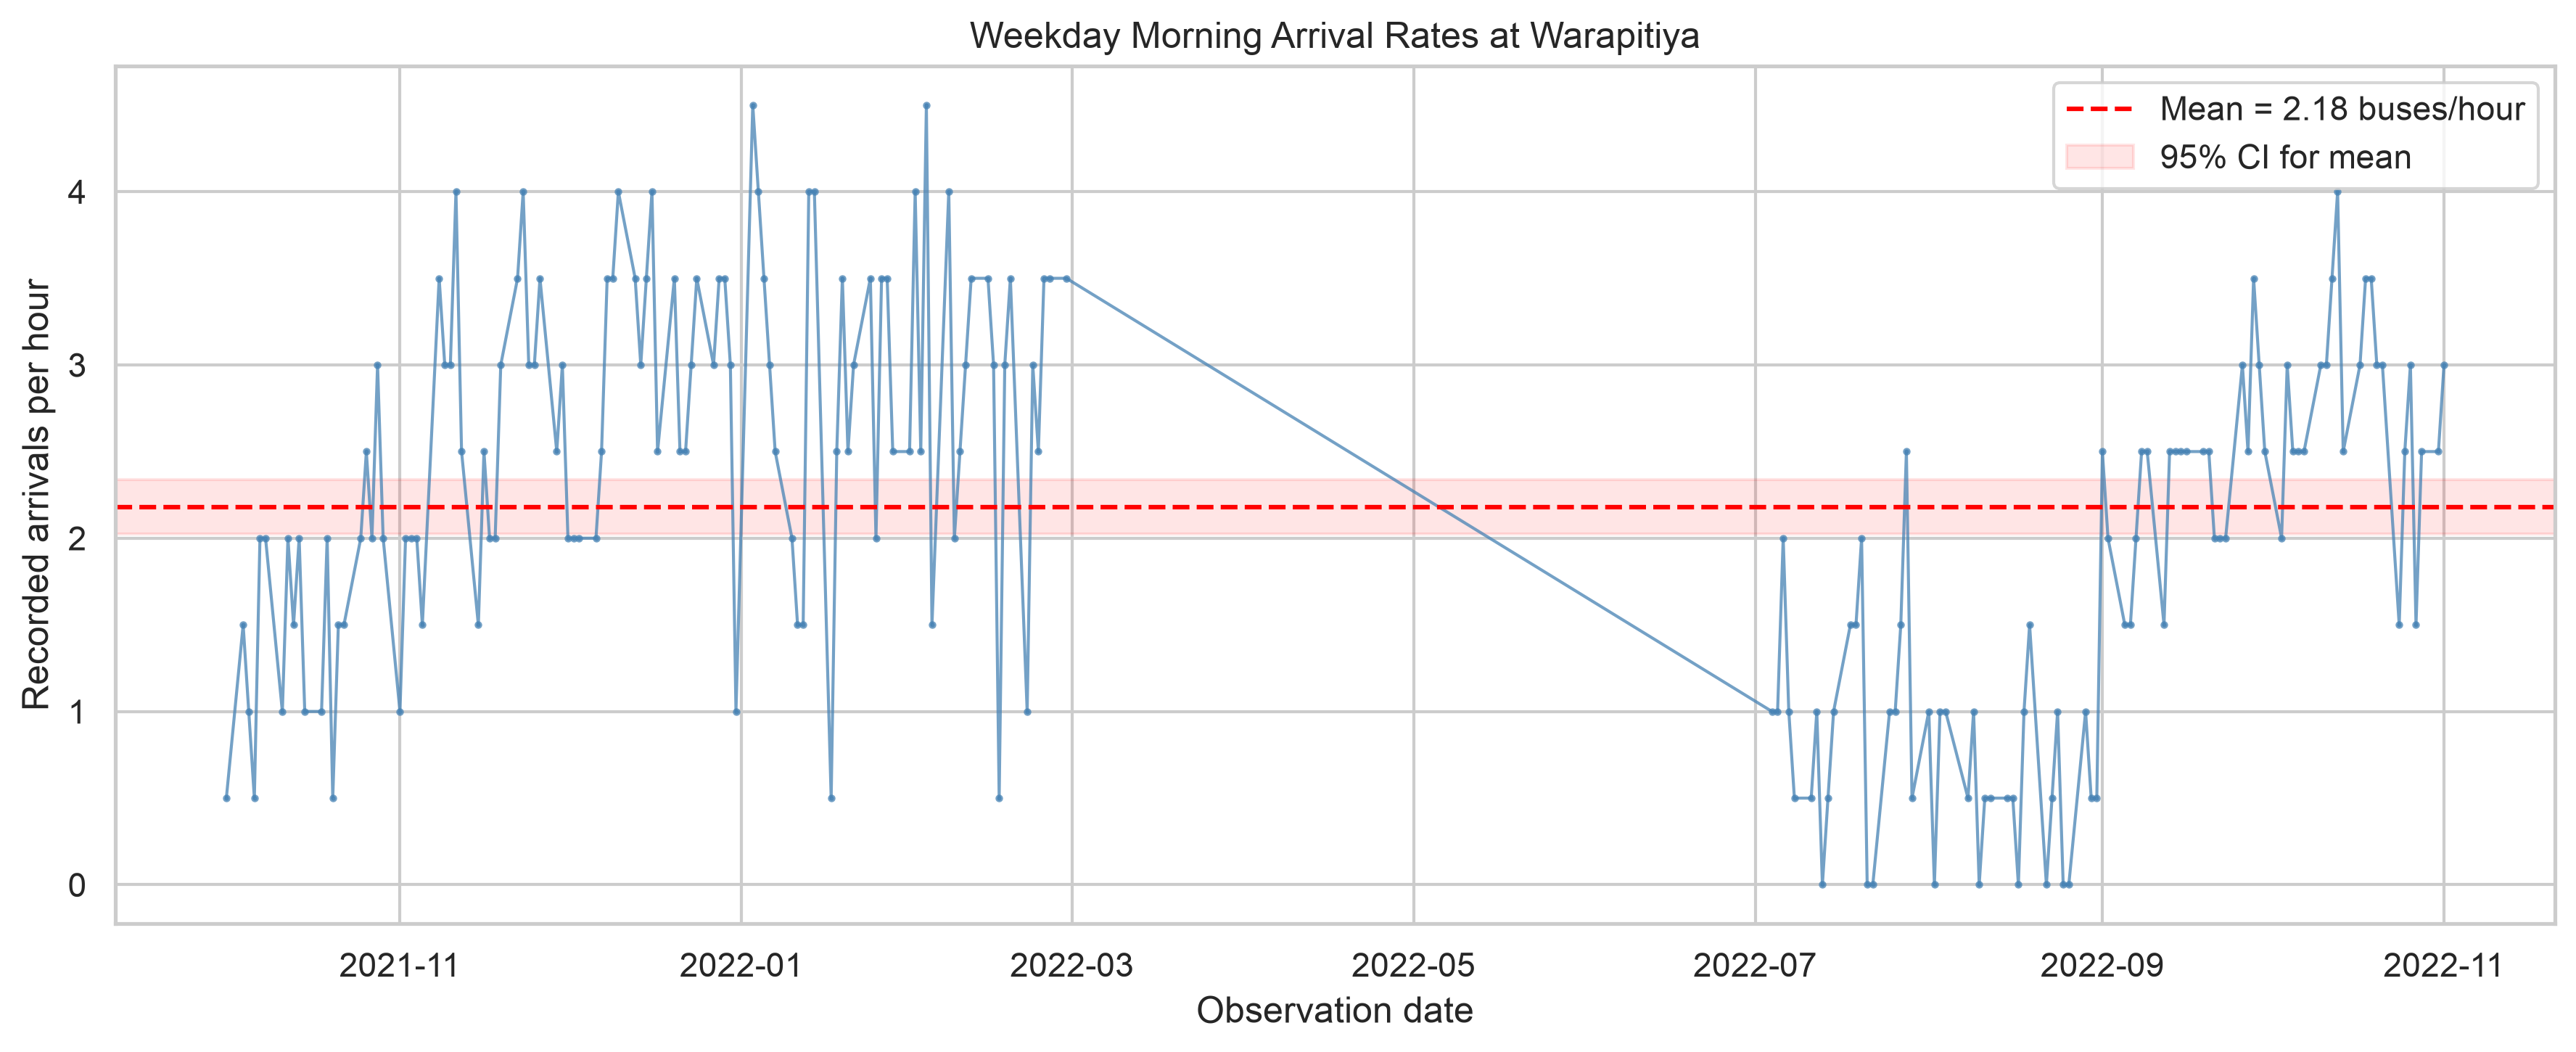 Weekday Morning Arrival Rates at Warapitiya
Mean = 2.18 buses/hour
95% CI for mean
Recorded arrivals per hour
4
3
2
1
0
2021-11
2022-01
2022-03
2022-05
2022-07
2022-09
2022-11
Observation date